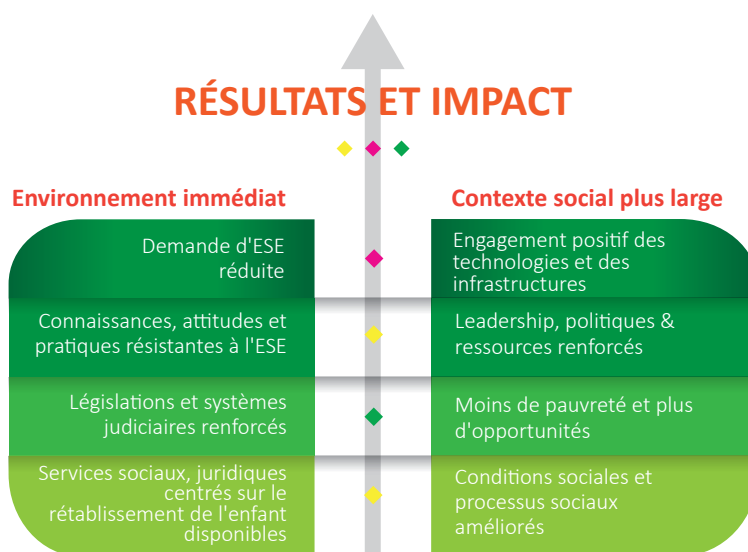 RÉSULTATS ET IMPACT
Environnement immédiat
Demande d'ESE
réduite
Connaissances, attitudes et
pratiques résistantes à l'ESE
Législations et systèmes
judiciaires renforcés
Services sociaux, juridiques
centrés sur le
rétablissement de l'enfant
disponibles
Contexte social plus large
Engagement positif des
technologies et des
infrastructures
Leadership, politiques &
ressources renforcés
Moins de pauvreté et plus
d'opportunités
Conditions sociales et
processus sociaux
améliorés